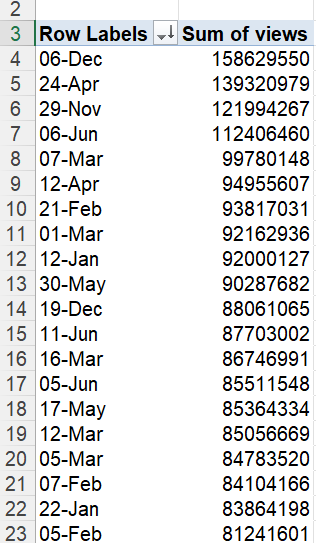 2
3 Row Labels Sum of views
4 06-Dec 158629550
5 24-Apr 139320979
6 29-Nov 121994267
7 06-Jun 112406460
8 07-Mar 99780148
9 12-Apr 94955607
10 21-Feb 93817031
11 01-Mar 92162936
12 12-Jan 92000127
13 30-May 90287682
14 19-Dec 88061065
15 11-Jun 87703002
16 16-Mar 86746991
17 05-Jun 85511548
18 17-May 85364334
19 12-Mar 85056669
20 05-Mar 84783520
21 07-Feb 84104166
22 22-Jan 83864198
23 05-Feb 81241601